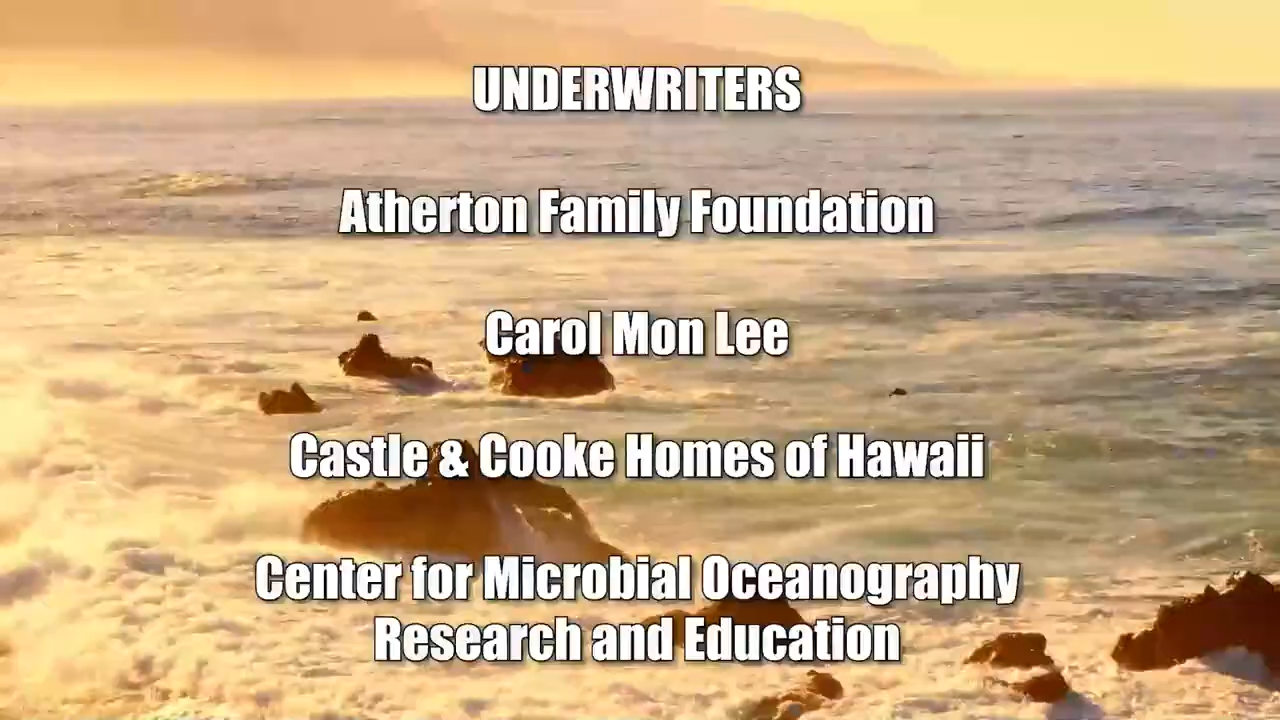 UNDERWRITERS
Atherton Family Foundation
Carol Mon Lee
Castle & Cooke Homes of Hawaii
Center for Microbial Oceanography
Research and Education